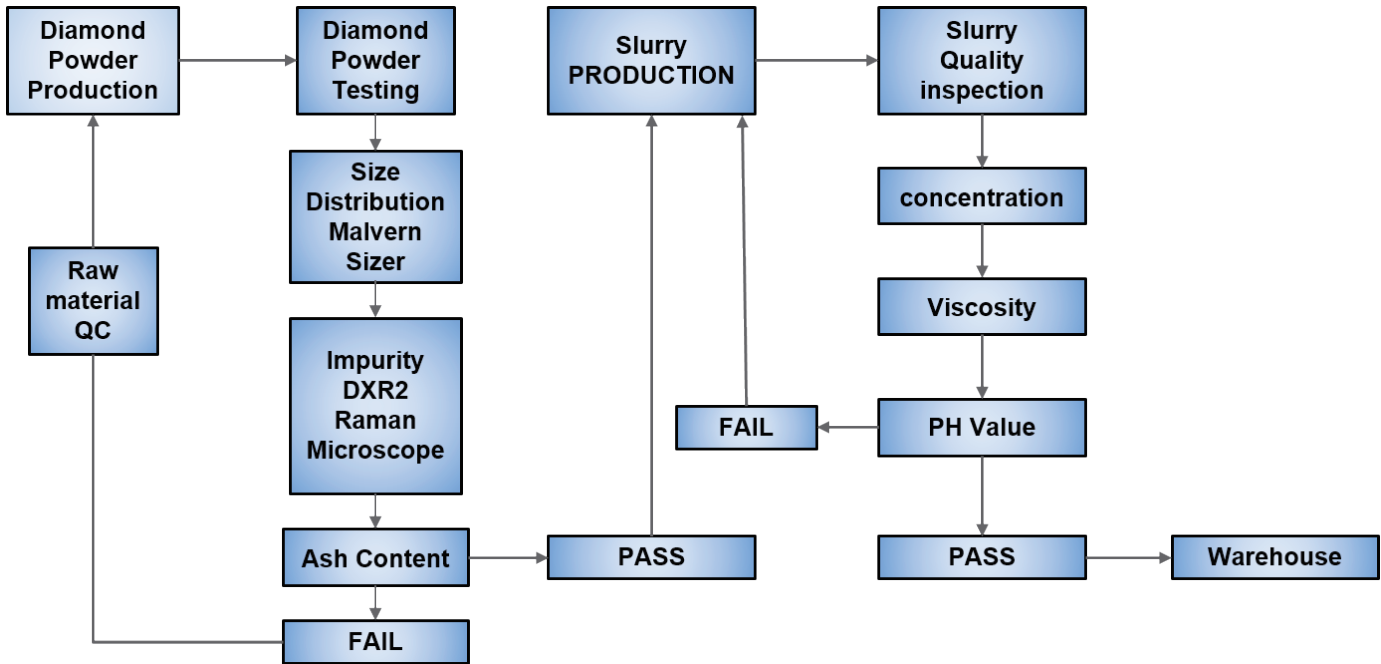 Diamond
Powder
Production
Diamond
Powder
Testing
Size
Distribution
Malvern
Sizer
Raw
material
QC
Impurity
DXR2
Raman
Microscope
Ash Content
FAIL
PASS
Slurry
PRODUCTION
Slurry
Quality
inspection
concentration
Viscosity
PH Value
FAIL
PASS
Warehouse